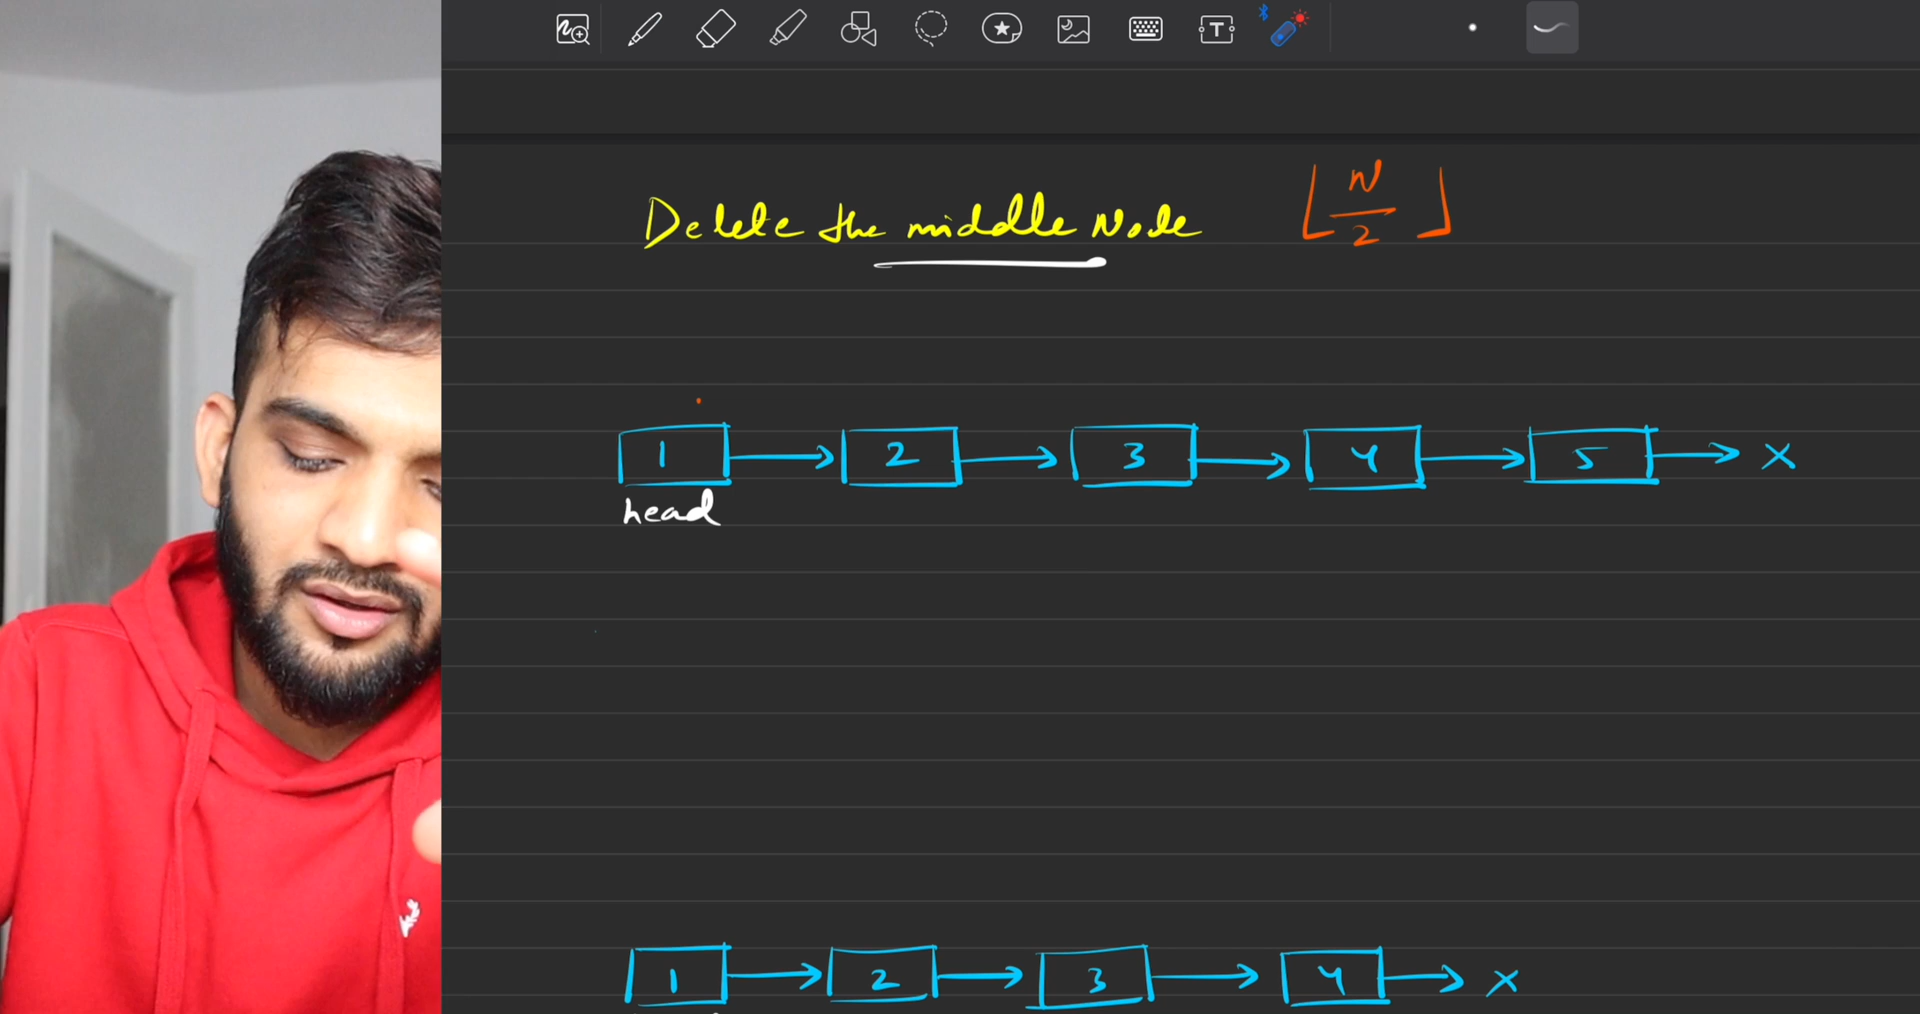 Delete the middle Node ⌊N/2⌋
1 → 2 → 3 → 4 → 5 → X
head
1 → 2 → 3 → 4 → X